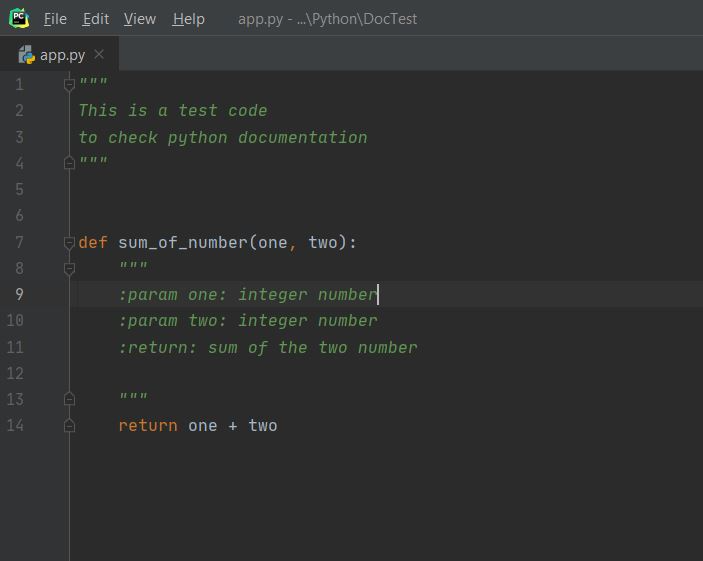 PC File Edit View Help app.py - ...\Python\DocTest
app.py
1 """
2 This is a test code
3 to check python documentation
4 """
5
6
7 def sum_of_number(one, two):
8 """
9 :param one: integer number
10 :param two: integer number
11 :return: sum of the two number
12
13 """
14 return one + two